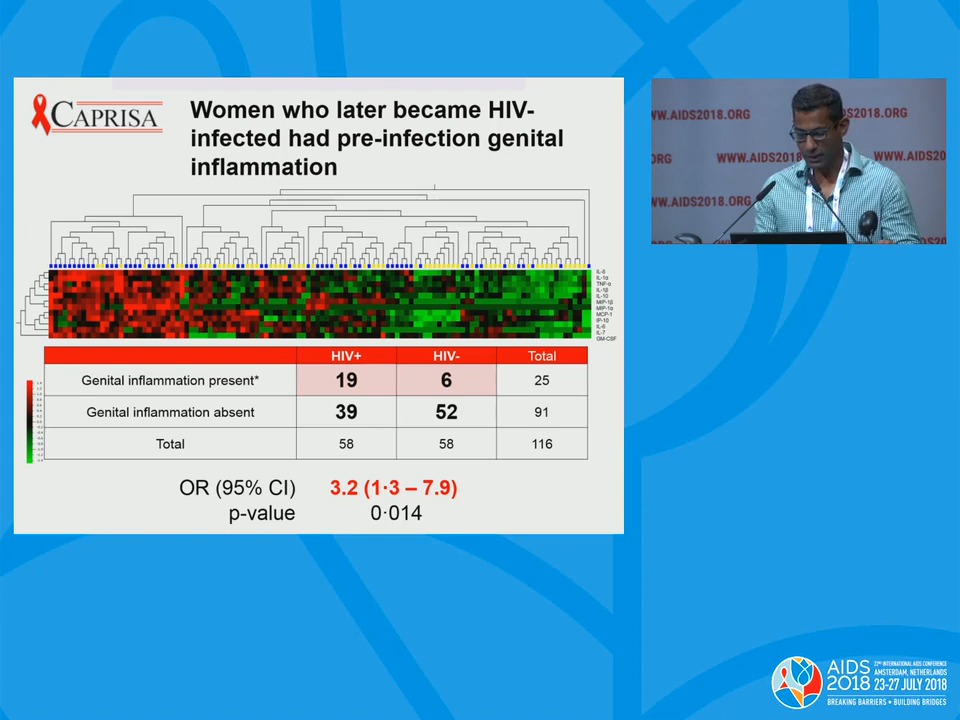 CAPRISA
Women who later became HIV-
infected had pre-infection genital
inflammation
IL-8
IL-1α
TNF-α
IL-1β
IL-10
MIP-1β
MIP-1α
MCP-1
IP-10
IL-6
IL-7
GM-CSF
HIV+ HIV- Total
Genital inflammation present* 19 6 25
Genital inflammation absent 39 52 91
Total 58 58 116
OR (95% CI) 3.2 (1·3 – 7.9)
p-value 0·014
WWW.AIDS2018.ORG
AIDS2018.ORG
ORG
WWW.AIDS2018
WWW.AIDS20
WWW.AIDS2018.ORG
AIDS
2018
22ND INTERNATIONAL AIDS CONFERENCE
AMSTERDAM, NETHERLANDS
23-27 JULY 2018
BREAKING BARRIERS • BUILDING BRIDGES